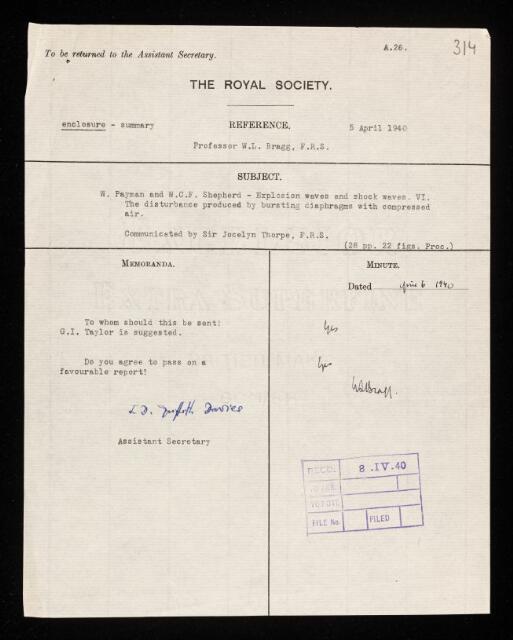 To be returned to the Assistant Secretary.
A.26.
314
THE ROYAL SOCIETY.
enclosure - summary
REFERENCE.
5 April 1940
Professor W.L. Bragg, F.R.S.
SUBJECT.
W. Payman and W.C.F. Shepherd - Explosion waves and shock waves. VI.
The disturbance produced by bursting diaphragms with compressed
air.
Communicated by Sir Jocelyn Thorpe, F.R.S.
(28 pp. 22 figs. Proc.)
MEMORANDA.
To whom should this be sent?
G.I. Taylor is suggested.
Do you agree to pass on a
favourable report?
Griffith Davies
Assistant Secretary
MINUTE.
Dated 6 1940
Yes
Yes
WLBragg.
RECD. 8 .IV.40
FILE No. FILED